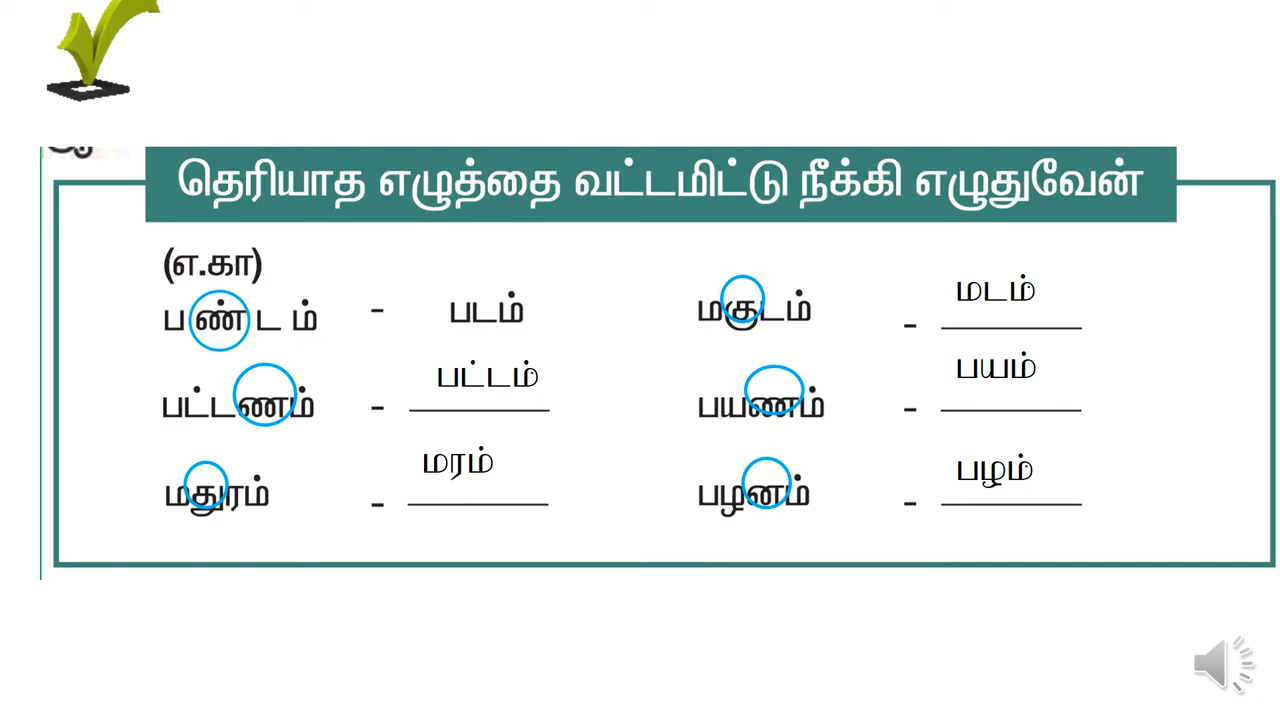 தெரியாத எழுத்தை வட்டமிட்டு நீக்கி எழுதுவேன்
(எ.கா)
பண்டம் - படம்
மகுடம் - மடம்
பட்டணம் - பட்டம்
பயணம் - பயம்
மதுரம் - மரம்
பழனம் - பழம்